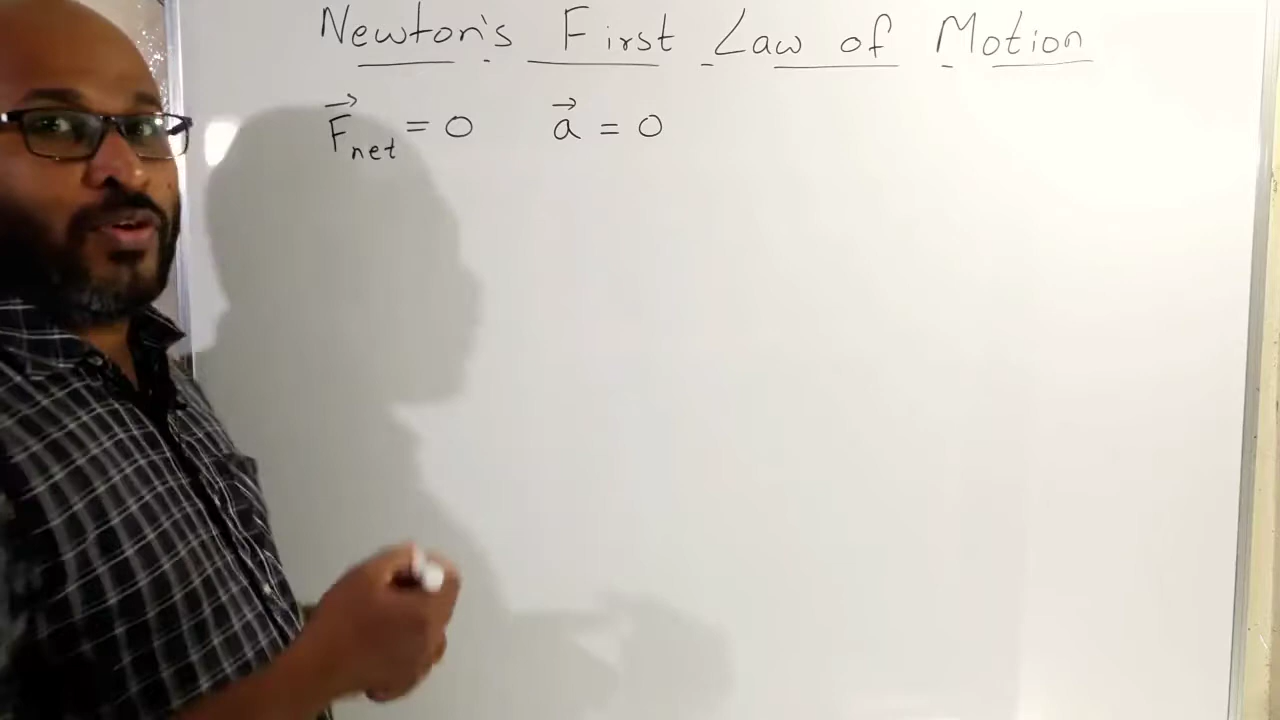 Newton's First Law of Motion
F⃗net = 0 a⃗ = 0